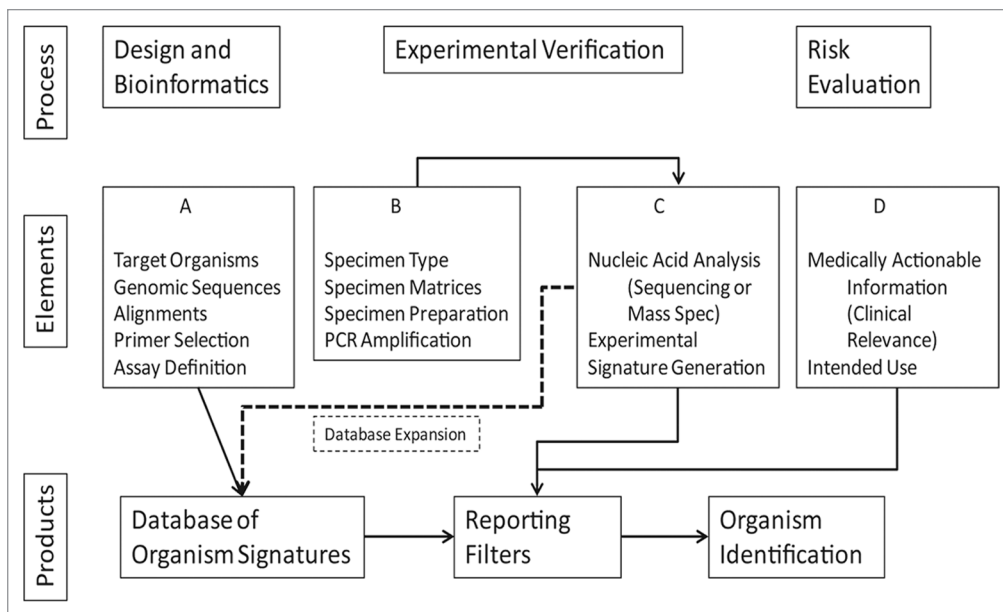 Process
Design and
Bioinformatics
Experimental Verification
Risk
Evaluation
Elements
A
Target Organisms
Genomic Sequences
Alignments
Primer Selection
Assay Definition
B
Specimen Type
Specimen Matrices
Specimen Preparation
PCR Amplification
C
Nucleic Acid Analysis
(Sequencing or
Mass Spec)
Experimental
Signature Generation
D
Medically Actionable
Information
(Clinical
Relevance)
Intended Use
Database Expansion
Products
Database of
Organism Signatures
Reporting
Filters
Organism
Identification